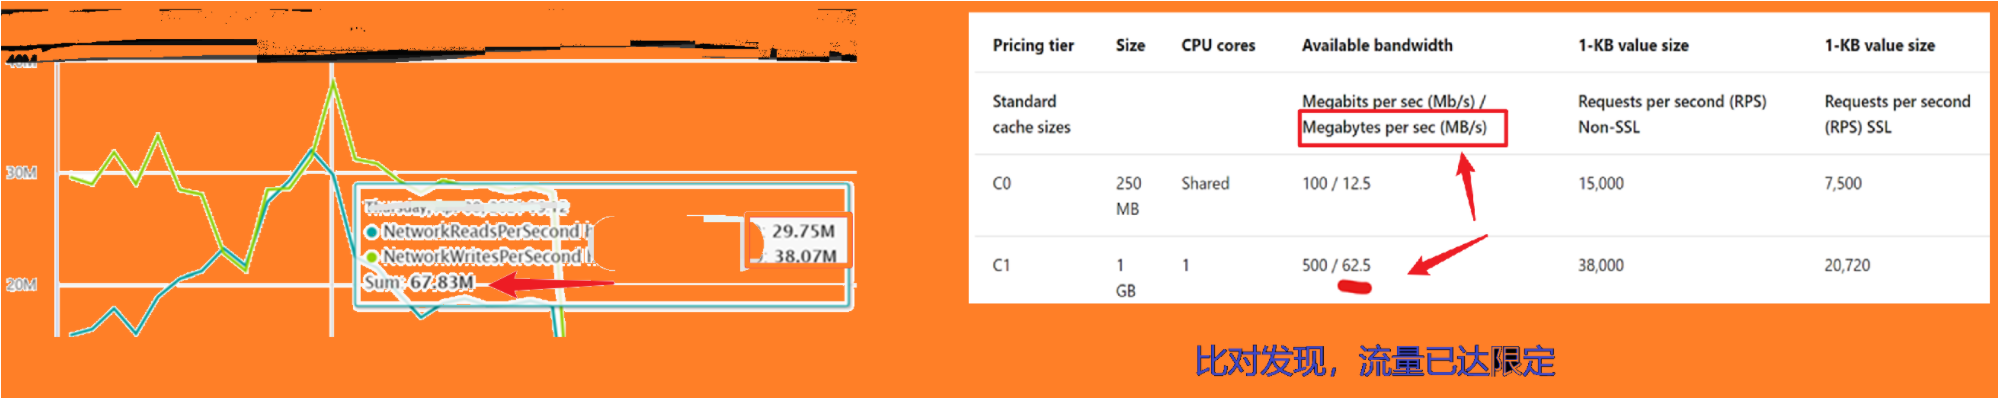 40M
30M
20M
NetworkReadsPerSecond
29.75M
NetworkWritesPerSecond
38.07M
Sum: 67.83M
Pricing tier Size CPU cores Available bandwidth 1-KB value size 1-KB value size
Standard cache sizes Megabits per sec (Mb/s) / Megabytes per sec (MB/s) Requests per second (RPS) Non-SSL Requests per second (RPS) SSL
C0 250 MB Shared 100 / 12.5 15,000 7,500
C1 1 GB 1 500 / 62.5 38,000 20,720
比对发现，流量已达限定